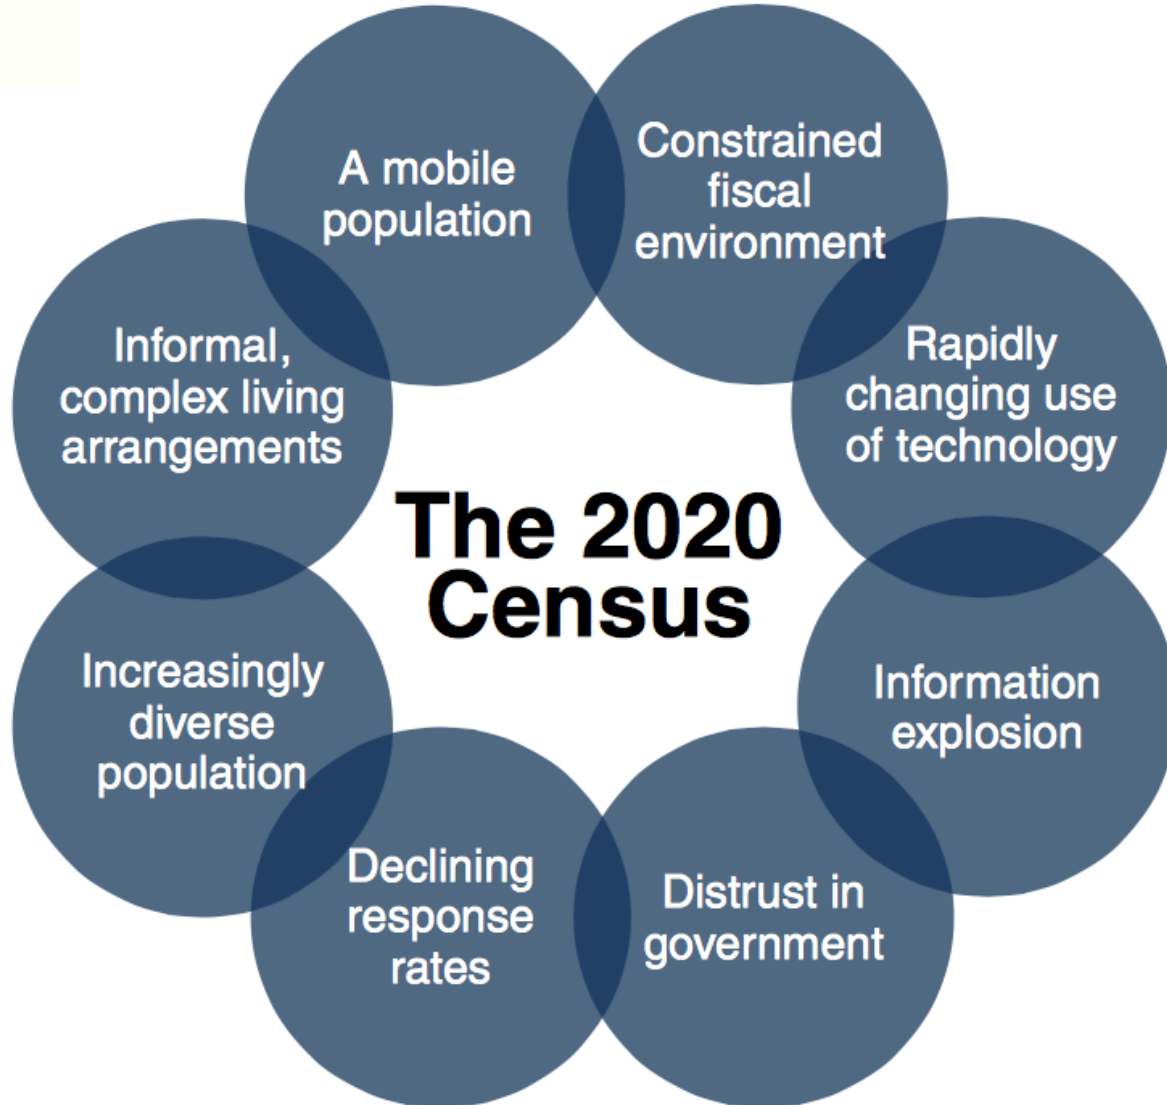 A mobile
population
Constrained
fiscal
environment
Rapidly
changing use
of technology
Information
explosion
Distrust in
government
Declining
response
rates
Increasingly
diverse
population
Informal,
complex living
arrangements
The 2020
Census